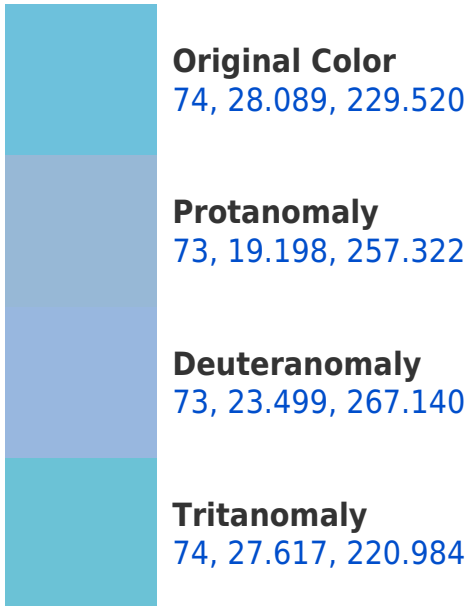 Original Color
74, 28.089, 229.520
Protanomaly
73, 19.198, 257.322
Deuteranomaly
73, 23.499, 267.140
Tritanomaly
74, 27.617, 220.984